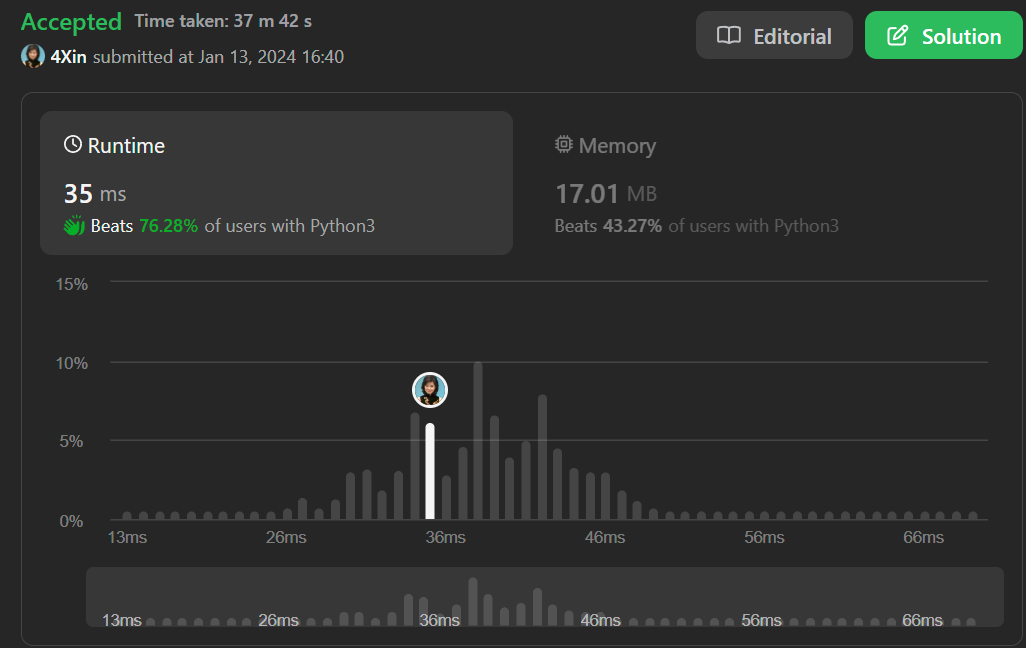 Accepted Time taken: 37 m 42 s
4Xin submitted at Jan 13, 2024 16:40
Editorial
Solution
Runtime
35 ms
Beats 76.28% of users with Python3
Memory
17.01 MB
Beats 43.27% of users with Python3
15%
10%
5%
0%
13ms 26ms 36ms 46ms 56ms 66ms
13ms 26ms 36ms 46ms 56ms 66ms